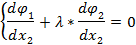 {dφ₁/dx₂ + λ * dφ₂/dx₂ = 0